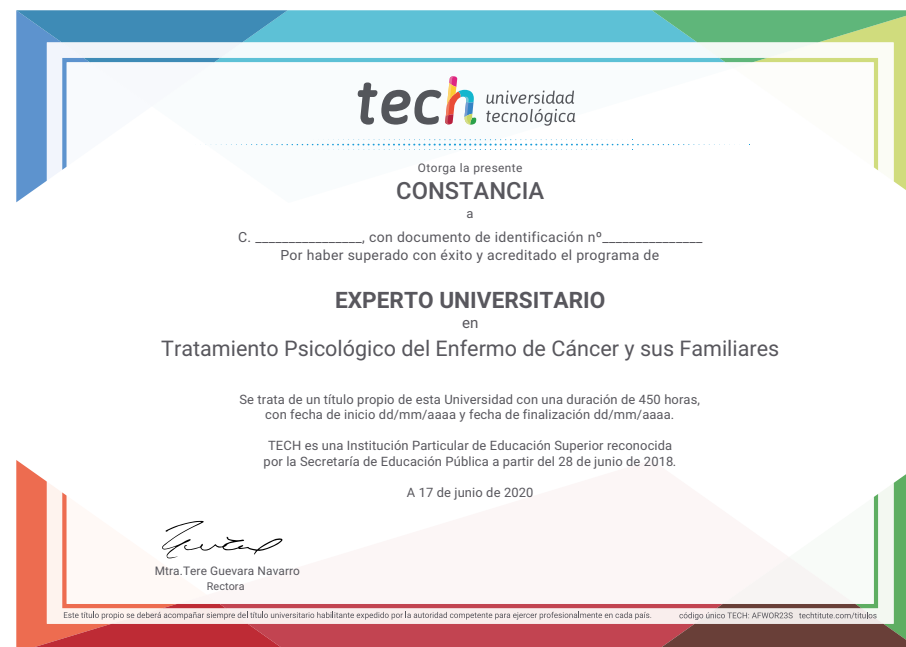 tech universidad
tecnológica
Otorga la presente
CONSTANCIA
a
C. ________________, con documento de identificación nº_______________
Por haber superado con éxito y acreditado el programa de
EXPERTO UNIVERSITARIO
en
Tratamiento Psicológico del Enfermo de Cáncer y sus Familiares
Se trata de un título propio de esta Universidad con una duración de 450 horas,
con fecha de inicio dd/mm/aaaa y fecha de finalización dd/mm/aaaa.
TECH es una Institución Particular de Educación Superior reconocida
por la Secretaría de Educación Pública a partir del 28 de junio de 2018.
A 17 de junio de 2020
Mtra.Tere Guevara Navarro
Rectora
Este título propio se deberá acompañar siempre del título universitario habilitante expedido por la autoridad competente para ejercer profesionalmente en cada país. código único TECH: AFWOR23S techtitute.com/titulos